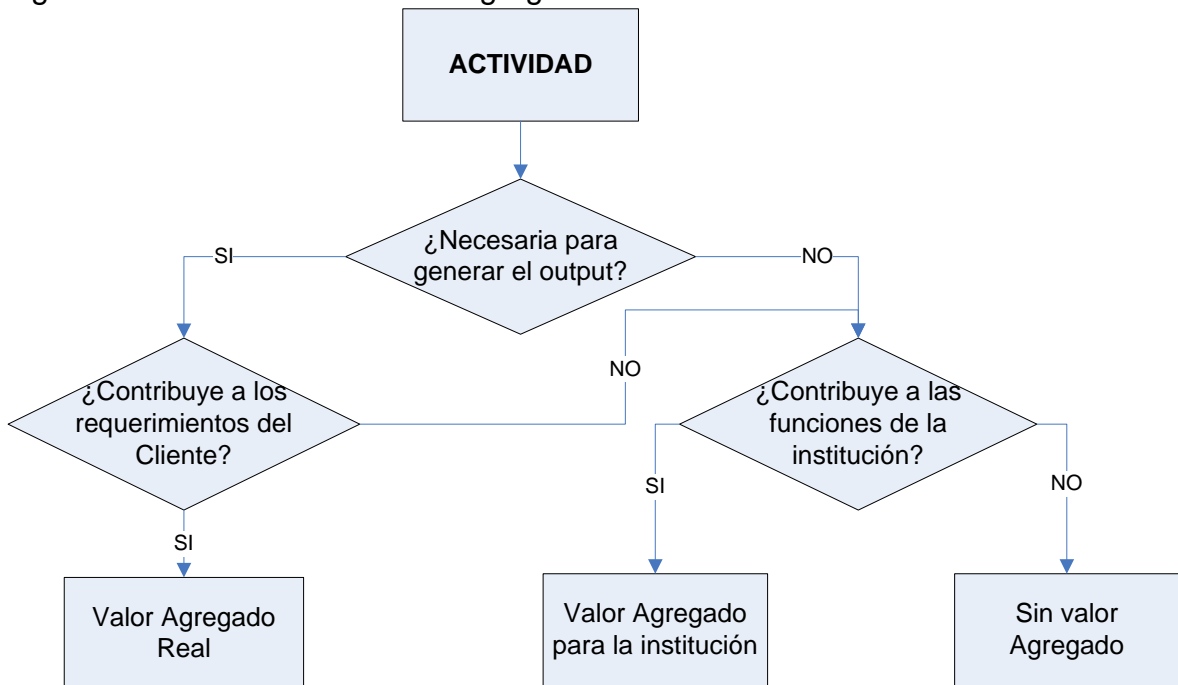 ACTIVIDAD
¿Necesaria para
generar el output?
SI
NO
¿Contribuye a los
requerimientos del
Cliente?
NO
¿Contribuye a las
funciones de la
institución?
SI
SI
NO
Valor Agregado
Real
Valor Agregado
para la institución
Sin valor
Agregado